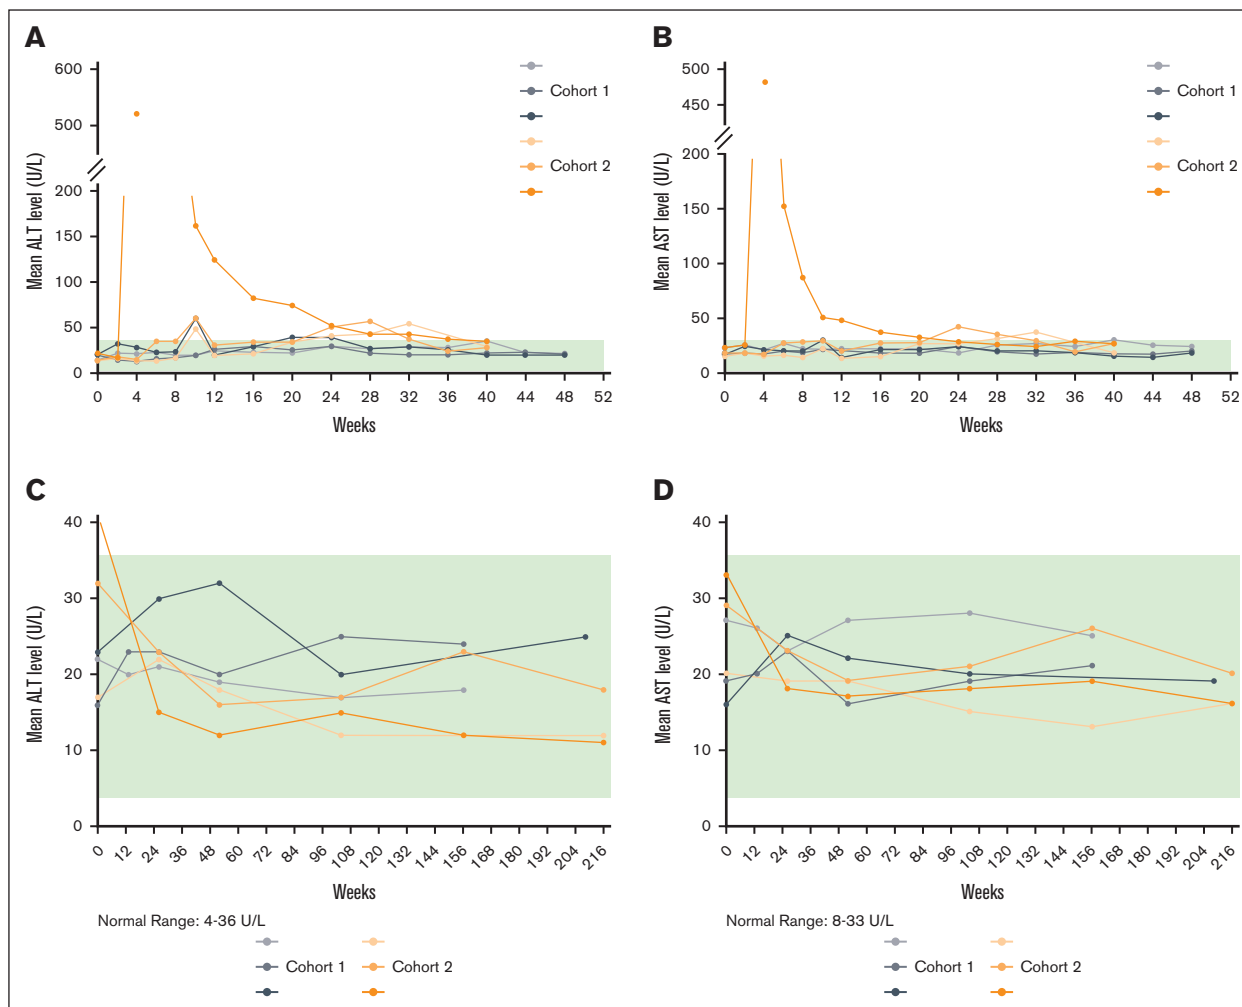 A
Mean ALT level (U/L)
600
500
200
150
100
50
0
0 4 8 12 16 20 24 28 32 36 40 44 48 52
Weeks
Cohort 1
Cohort 2
B
Mean AST level (U/L)
500
450
200
150
100
50
0
0 4 8 12 16 20 24 28 32 36 40 44 48 52
Weeks
Cohort 1
Cohort 2
C
Mean ALT level (U/L)
40
30
20
10
0
0 12 24 36 48 60 72 84 96 108 120 132 144 156 168 180 192 204 216
Weeks
Normal Range: 4-36 U/L
Cohort 1 Cohort 2
D
Mean AST level (U/L)
40
30
20
10
0
0 12 24 36 48 60 72 84 96 108 120 132 144 156 168 180 192 204 216
Weeks
Normal Range: 8-33 U/L
Cohort 1 Cohort 2